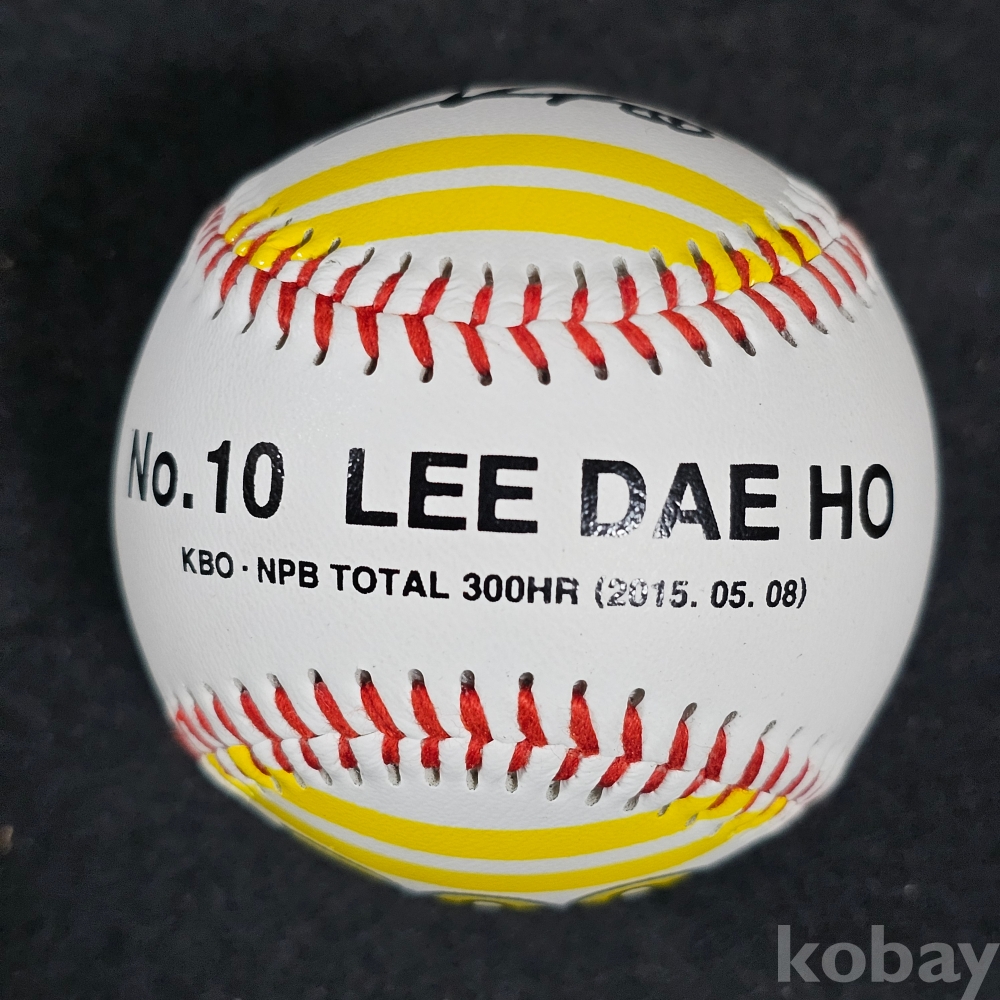 No.10 LEE DAE HO
KBO · NPB TOTAL 300HR (2015. 05. 08)
kobay